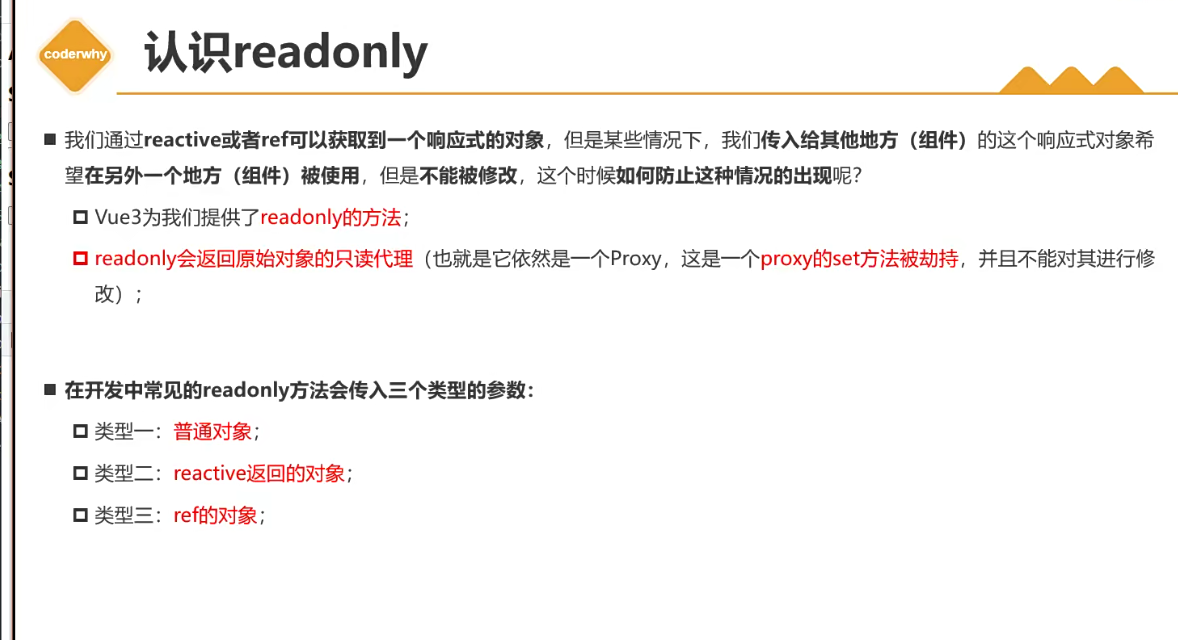 coderwhy
认识readonly
我们通过reactive或者ref可以获取到一个响应式的对象，但是某些情况下，我们传入给其他地方（组件）的这个响应式对象希
望在另外一个地方（组件）被使用，但是不能被修改，这个时候如何防止这种情况的出现呢？
Vue3为我们提供了readonly的方法；
readonly会返回原始对象的只读代理（也就是它依然是一个Proxy，这是一个proxy的set方法被劫持，并且不能对其进行修
改）；
在开发中常见的readonly方法会传入三个类型的参数：
类型一：普通对象；
类型二：reactive返回的对象；
类型三：ref的对象；